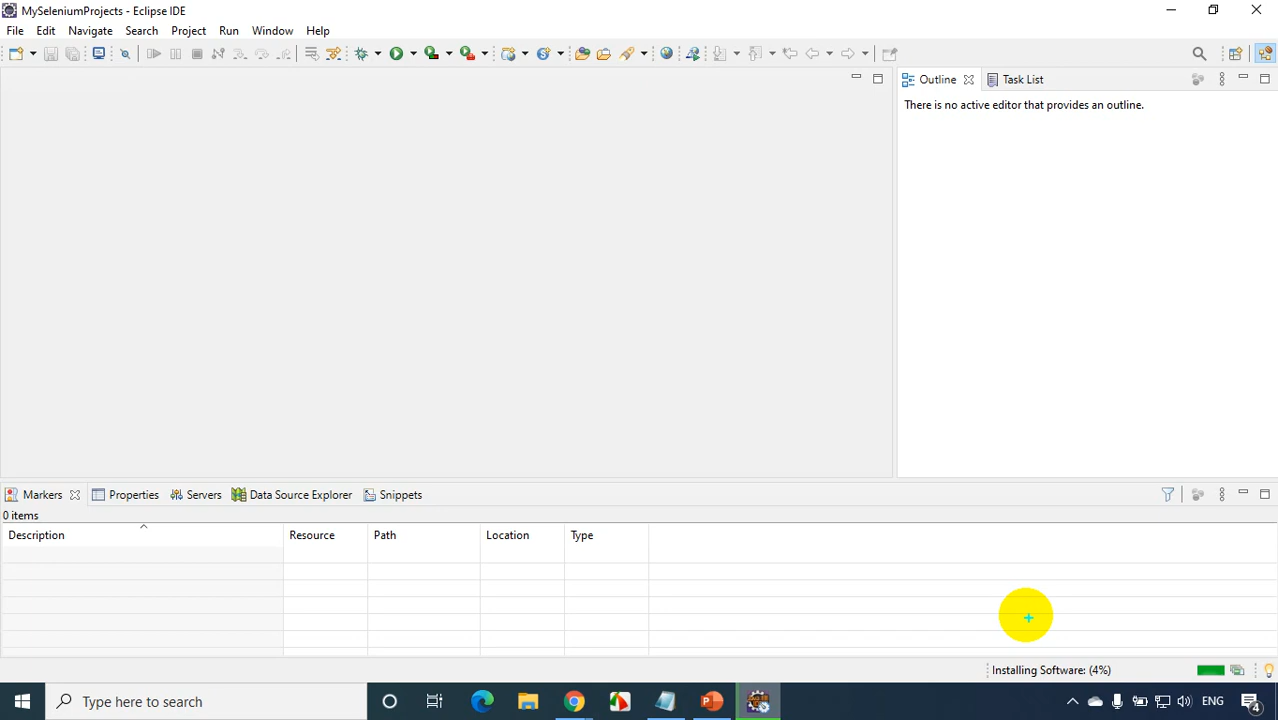 MySeleniumProjects - Eclipse IDE
File Edit Navigate Search Project Run Window Help
Outline Task List
There is no active editor that provides an outline.
Markers Properties Servers Data Source Explorer Snippets
0 items
Description Resource Path Location Type
Installing Software: (4%)
Type here to search
ENG
4